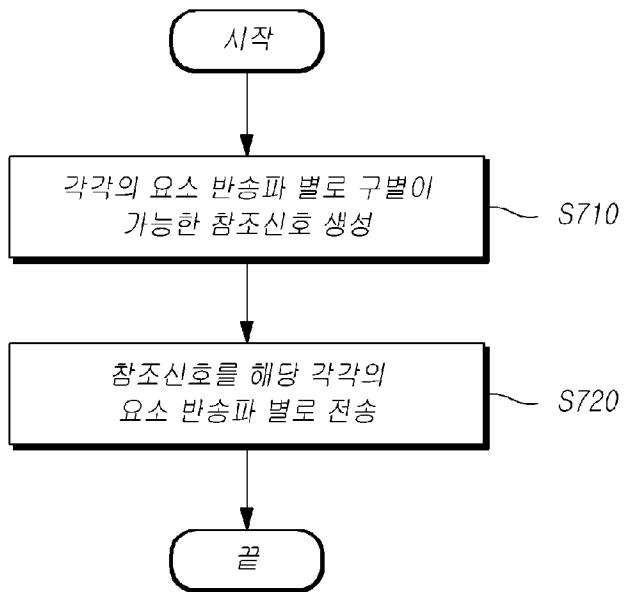 시작
각각의 요소 반송파 별로 구별이
가능한 참조신호 생성
S710
참조신호를 해당 각각의
요소 반송파 별로 전송
S720
끝